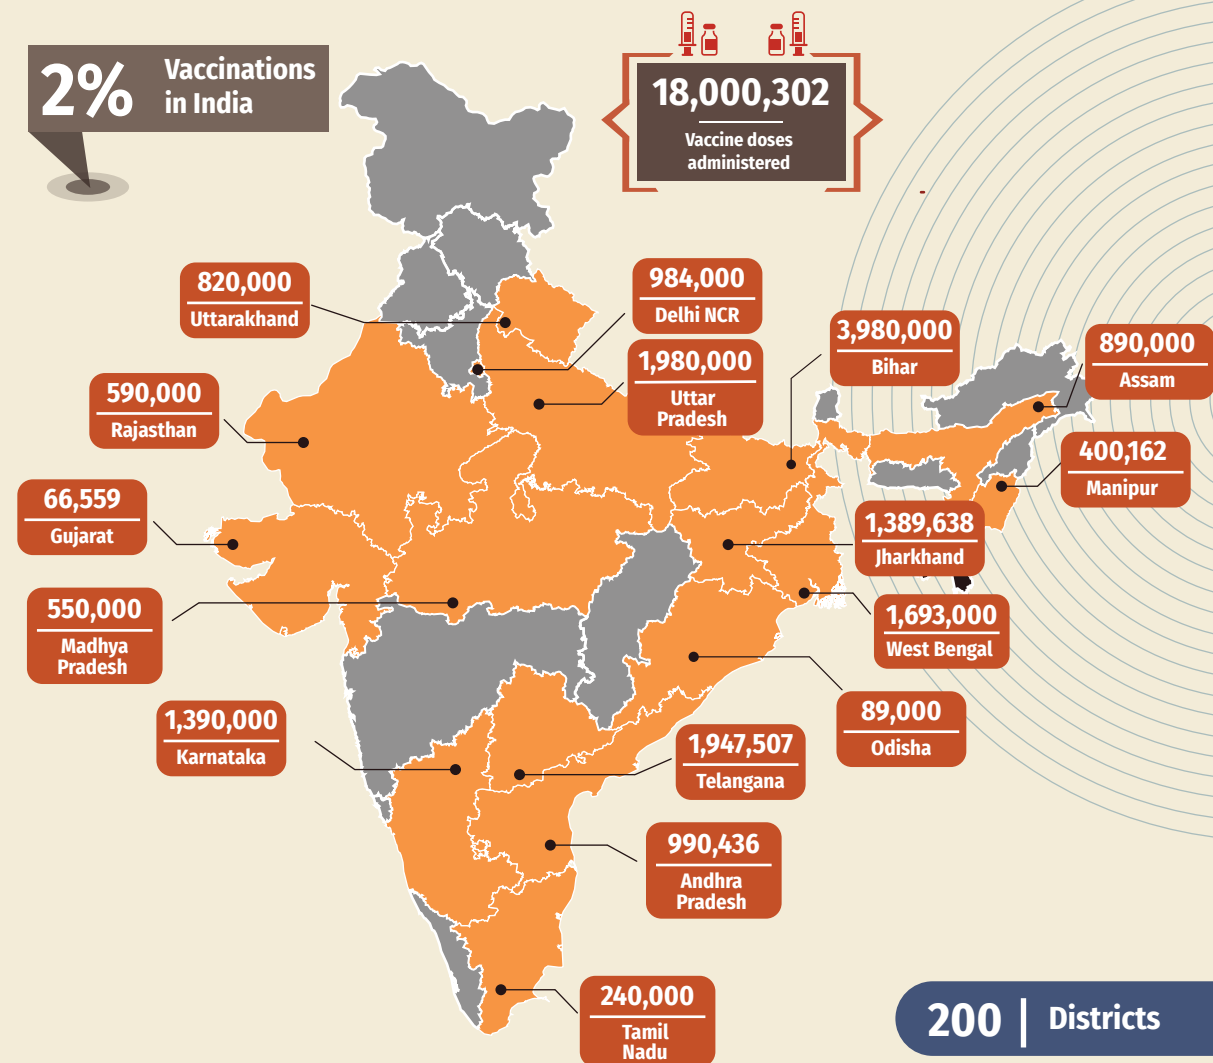 2%
Vaccinations
in India
18,000,302
Vaccine doses
administered
820,000
Uttarakhand
984,000
Delhi NCR
1,980,000
Uttar
Pradesh
3,980,000
Bihar
890,000
Assam
590,000
Rajasthan
400,162
Manipur
66,559
Gujarat
1,389,638
Jharkhand
550,000
Madhya
Pradesh
1,693,000
West Bengal
1,390,000
Karnataka
89,000
Odisha
1,947,507
Telangana
990,436
Andhra
Pradesh
240,000
Tamil
Nadu
200
Districts